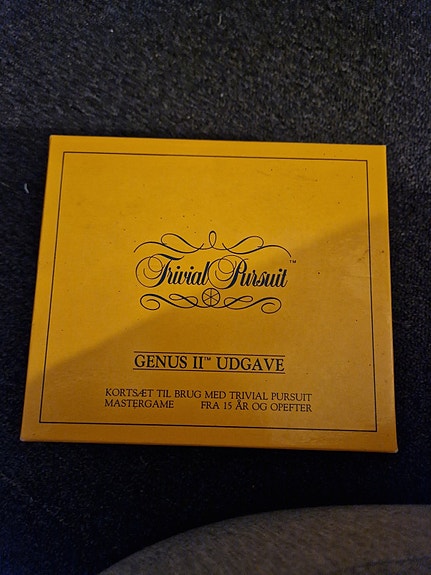 Trivial Pursuit™
GENUS II™ UDGAVE
KORTSÆT TIL BRUG MED TRIVIAL PURSUIT
MASTERGAME FRA 15 ÅR OG OPEFTER